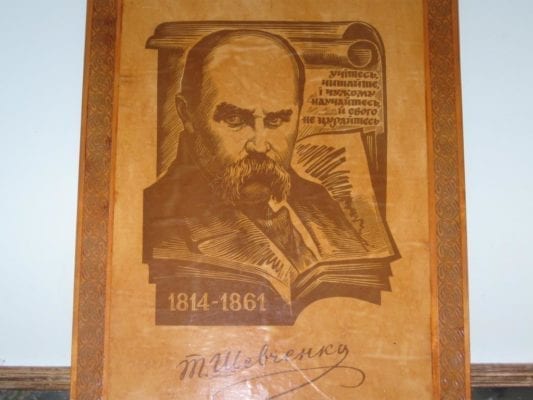 учітесь,
читайте,
і чужому
научайтесь,
й свого
не цурайтесь
1814-1861
Т. Шевченко